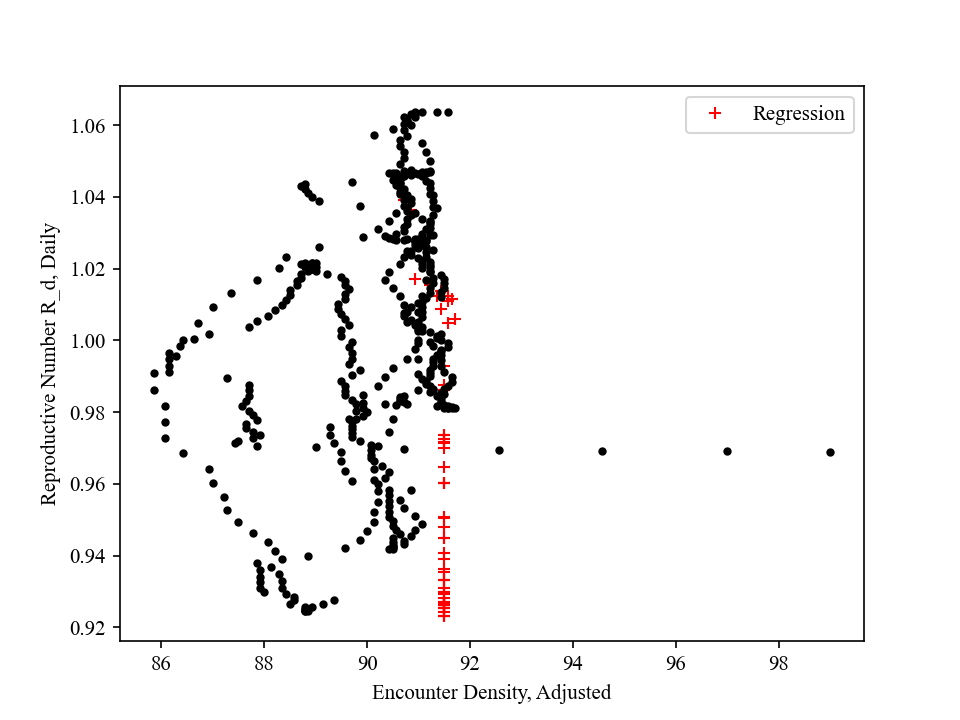 Regression
1.06
1.04
1.02
1.00
0.98
0.96
0.94
0.92
Reproductive Number R_d, Daily
86 88 90 92 94 96 98
Encounter Density, Adjusted